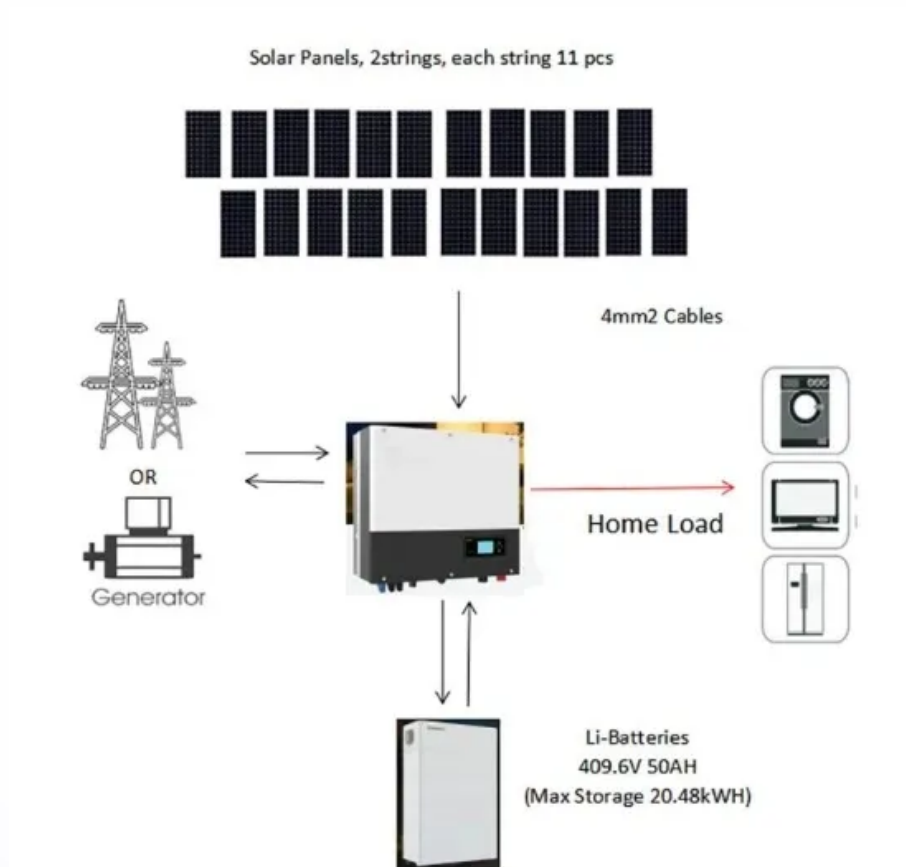 Solar Panels, 2strings, each string 11 pcs
4mm2 Cables
OR
Home Load
Generator
Li-Batteries
409.6V 50AH
(Max Storage 20.48kWH)